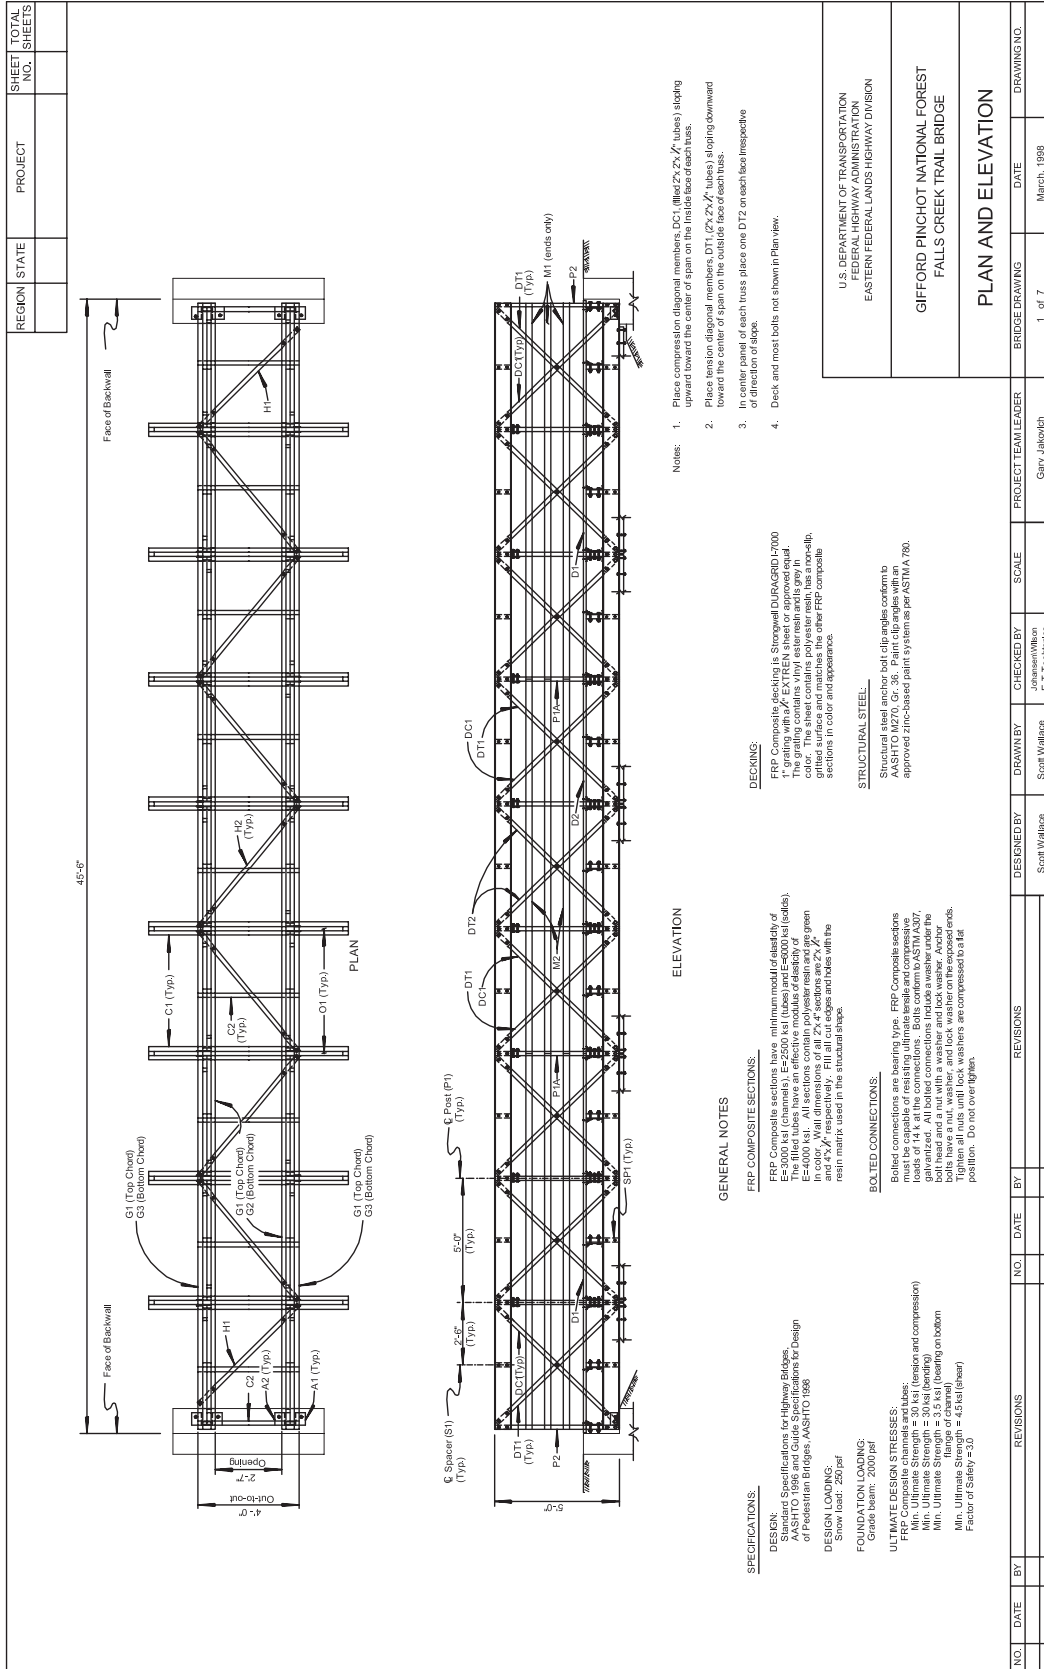 REGION
STATE
PROJECT
SHEET
NO.
TOTAL
SHEETS
45'-6"
Face of Backwall
Face of Backwall
4'-0"
Out-to-out
2'-7"
Opening
H1
C2
A2 (Typ.)
A1 (Typ.)
G1 (Top Chord)
G3 (Bottom Chord)
G1 (Top Chord)
G2 (Bottom Chord)
G1 (Top Chord)
G3 (Bottom Chord)
C1 (Typ.)
C2
(Typ.)
O1 (Typ.)
H2
(Typ.)
H1
PLAN
℄ Spacer (S1)
(Typ.)
2'-6"
(Typ.)
5'-0"
(Typ.)
℄ Post (P1)
(Typ.)
DT1
DC1
DT2
DC1
DT1
DC1(Typ)
DT1
(Typ.)
M1 (ends only)
P2
5'-0"
P2
DT1
(Typ.)
DC1(Typ)
D1
SP1 (Typ.)
P1A
M2
D2
P1A
D1
ELEVATION
Notes:
1. Place compression diagonal members, DC1, (filled 2"x 2"x ¼" tubes) sloping
upward toward the center of span on the inside face of each truss.
2. Place tension diagonal members, DT1, (2"x 2"x ¼" tubes) sloping downward
toward the center of span on the outside face of each truss.
3. In center panel of each truss place one DT2 on each face irrespective
of direction of slope.
4. Deck and most bolts not shown in Plan view.
GENERAL NOTES
SPECIFICATIONS:
DESIGN:
Standard Specifications for Highway Bridges,
AASHTO 1996 and Guide Specifications for Design
of Pedestrian Bridges, AASHTO 1996
DESIGN LOADING:
Snow load: 250 psf
FOUNDATION LOADING:
Grade beam: 2000 psf
ULTIMATE DESIGN STRESSES:
FRP Composite channels and tubes:
Min. Ultimate Strength = 30 ksi (tension and compression)
Min. Ultimate Strength = 30 ksi (bending)
Min. Ultimate Strength = 3.5 ksi (bearing on bottom
flange of channel)
Min. Ultimate Strength = 4.5 ksi (shear)
Factor of Safety = 3.0
FRP COMPOSITE SECTIONS:
FRP Composite sections have minimum moduli of elasticity of
E=3000 ksi (channels), E=2500 ksi (tubes) and E=6000 ksi (solids).
The filled tubes have an effective modulus of elasticity of
E=4000 ksi. All sections contain polyester resin and are green
in color. Wall dimensions of all 2"x 4" sections are 2"x ¼"
and 4"x ¼" respectively. Fill all cut edges and holes with the
resin matrix used in the structural shape.
BOLTED CONNECTIONS:
Bolted connections are bearing type. FRP Composite sections
must be capable of resisting ultimate tensile and compressive
loads of 14 k at the connections. Bolts conform to ASTM A307,
galvanized. All bolted connections include a washer under the
bolt head and a nut with a washer and lock washer. Anchor
bolts have a nut, washer, and lock washer on the exposed ends.
Tighten all nuts until lock washers are compressed to a flat
position. Do not overtighten.
DECKING:
FRP Composite decking is Strongwell DURAGRID I-7000
1" grating with a EXTREN sheet or approved equal.
The grating contains vinyl ester resin and is grey in
color. The sheet contains polyester resin, has a non-slip,
gritted surface and matches the other FRP composite
sections in color and appearance.
STRUCTURAL STEEL:
Structural steel anchor bolt clip angles conform to
AASHTO M270, Gr. 36. Paint clip angles with an
approved zinc-based paint system as per ASTM A 780.
U.S. DEPARTMENT OF TRANSPORTATION
FEDERAL HIGHWAY ADMINISTRATION
EASTERN FEDERAL LANDS HIGHWAY DIVISION
GIFFORD PINCHOT NATIONAL FOREST
FALLS CREEK TRAIL BRIDGE
PLAN AND ELEVATION
NO.
DATE
BY
REVISIONS
NO.
DATE
BY
REVISIONS
DESIGNED BY
DRAWN BY
CHECKED BY
SCALE
PROJECT TEAM LEADER
BRIDGE DRAWING
DATE
DRAWING NO.
Scott Wallace
Scott Wallace
Johansen/Wilson
Gary Jakovich
1 of 7
March, 1998